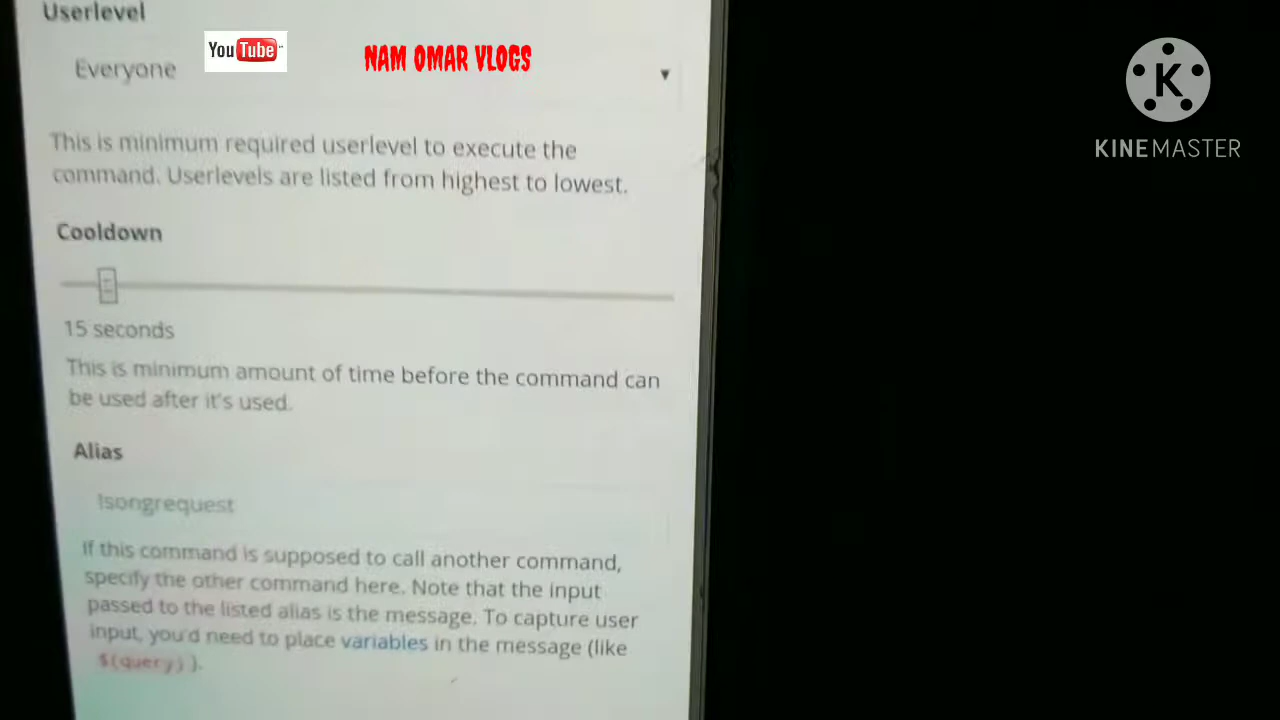 Userlevel
YouTube
NAM OMAR VLOGS
Everyone
This is minimum required userlevel to execute the
command. Userlevels are listed from highest to lowest.
Cooldown
15 seconds
This is minimum amount of time before the command can
be used after it's used.
Alias
!songrequest
If this command is supposed to call another command,
specify the other command here. Note that the input
passed to the listed alias is the message. To capture user
input, you'd need to place variables in the message (like
$(query) ).
K
KINEMASTER